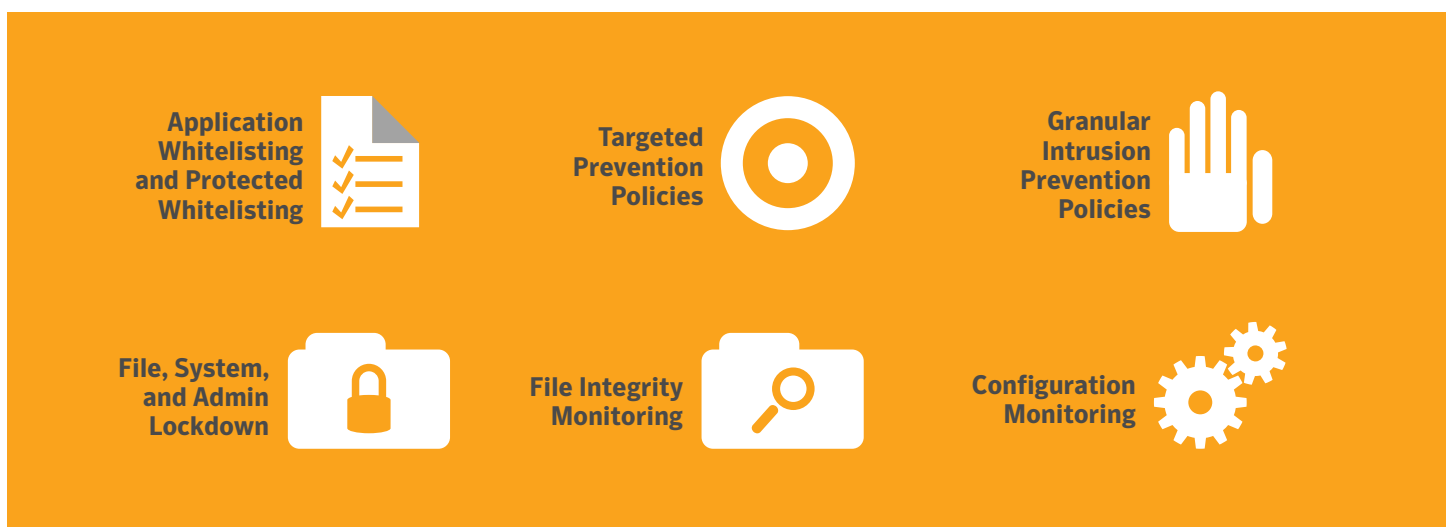 Application
Whitelisting
and Protected
Whitelisting
Targeted
Prevention
Policies
Granular
Intrusion
Prevention
Policies
File, System,
and Admin
Lockdown
File Integrity
Monitoring
Configuration
Monitoring